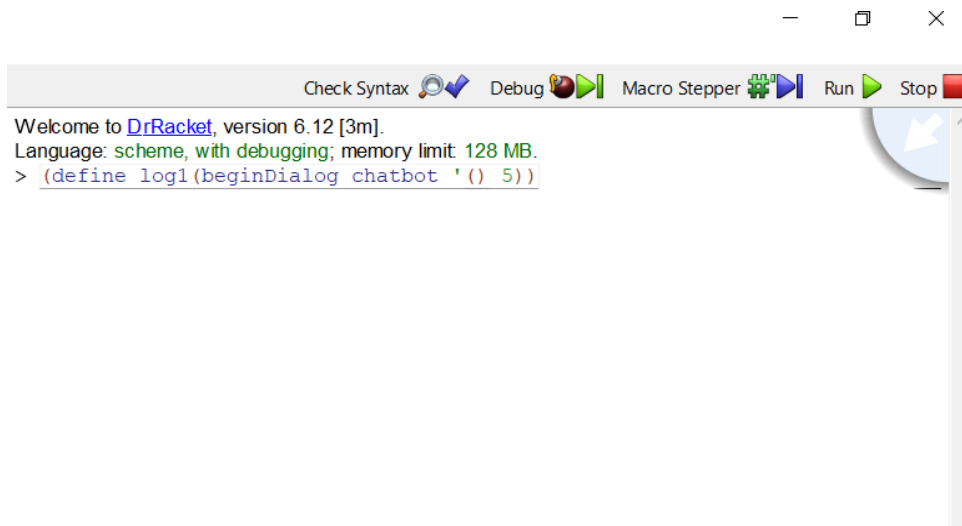 Check Syntax Debug Macro Stepper Run Stop
Welcome to DrRacket, version 6.12 [3m].
Language: scheme, with debugging; memory limit: 128 MB.
> (define log1(beginDialog chatbot '() 5))